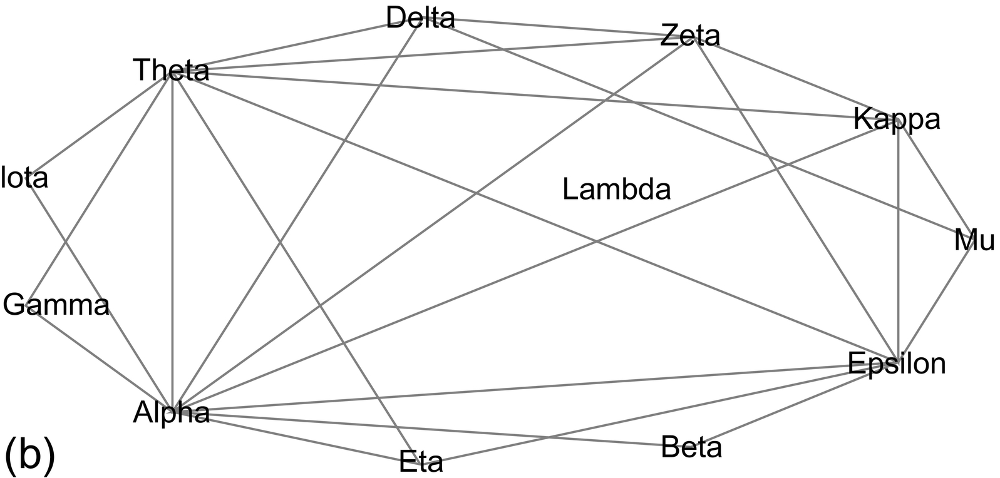 Delta
Zeta
Theta
Kappa
Iota
Lambda
Mu
Gamma
Epsilon
Alpha
Beta
Eta
(b)